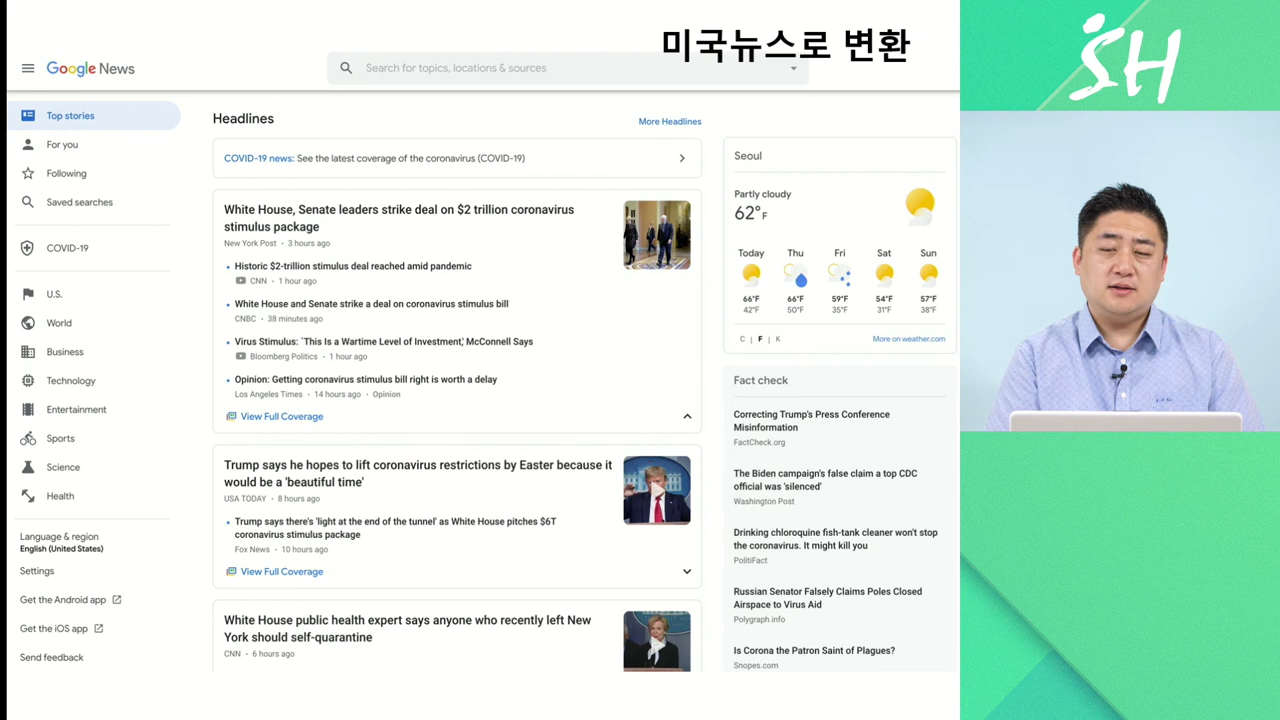 미국뉴스로 변환
SH
Google News
Search for topics, locations & sources
Top stories
For you
Following
Saved searches
COVID-19
U.S.
World
Business
Technology
Entertainment
Sports
Science
Health
Language & region
English (United States)
Settings
Get the Android app
Get the iOS app
Send feedback
Headlines
More Headlines
COVID-19 news: See the latest coverage of the coronavirus (COVID-19)
White House, Senate leaders strike deal on $2 trillion coronavirus
stimulus package
New York Post • 3 hours ago
• Historic $2-trillion stimulus deal reached amid pandemic
CNN • 1 hour ago
• White House and Senate strike a deal on coronavirus stimulus bill
CNBC • 38 minutes ago
• Virus Stimulus: `This Is a Wartime Level of Investment,' McConnell Says
Bloomberg Politics • 1 hour ago
• Opinion: Getting coronavirus stimulus bill right is worth a delay
Los Angeles Times • 14 hours ago • Opinion
View Full Coverage
Trump says he hopes to lift coronavirus restrictions by Easter because it
would be a 'beautiful time'
USA TODAY • 8 hours ago
• Trump says there's 'light at the end of the tunnel' as White House pitches $6T
coronavirus stimulus package
Fox News • 10 hours ago
View Full Coverage
White House public health expert says anyone who recently left New
York should self-quarantine
CNN • 6 hours ago
Seoul
Partly cloudy
62° F
Today Thu Fri Sat Sun
66°F 66°F 59°F 54°F 57°F
42°F 50°F 35°F 31°F 38°F
C | F | K
More on weather.com
Fact check
Correcting Trump's Press Conference
Misinformation
FactCheck.org
The Biden campaign's false claim a top CDC
official was 'silenced'
Washington Post
Drinking chloroquine fish-tank cleaner won't stop
the coronavirus. It might kill you
PolitiFact
Russian Senator Falsely Claims Poles Closed
Airspace to Virus Aid
Polygraph.info
Is Corona the Patron Saint of Plagues?
Snopes.com